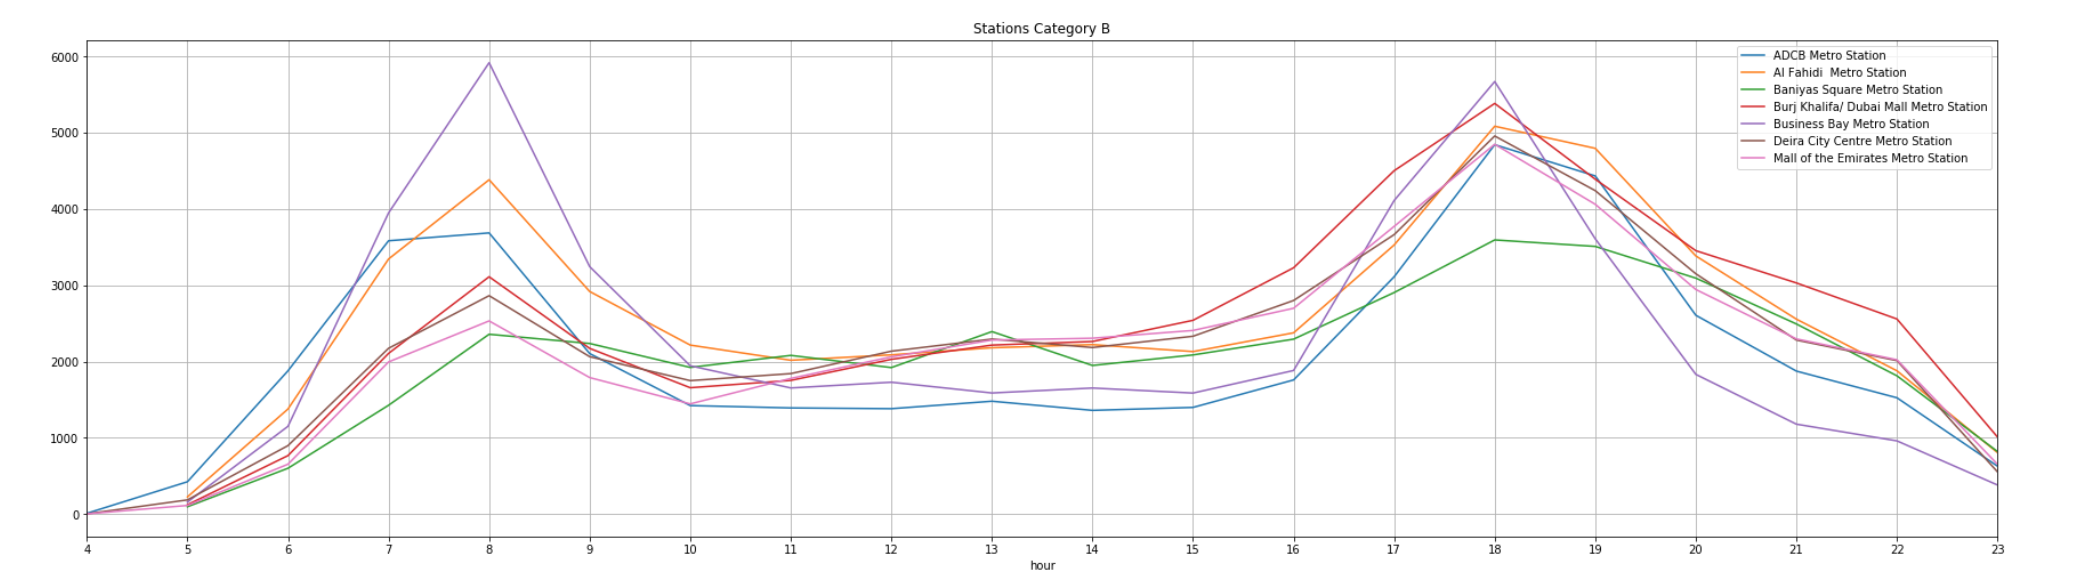 Stations Category B
6000
5000
4000
3000
2000
1000
0
ADCB Metro Station
Al Fahidi  Metro Station
Baniyas Square Metro Station
Burj Khalifa/ Dubai Mall Metro Station
Business Bay Metro Station
Deira City Centre Metro Station
Mall of the Emirates Metro Station
4 5 6 7 8 9 10 11 12 13 14 15 16 17 18 19 20 21 22 23
hour